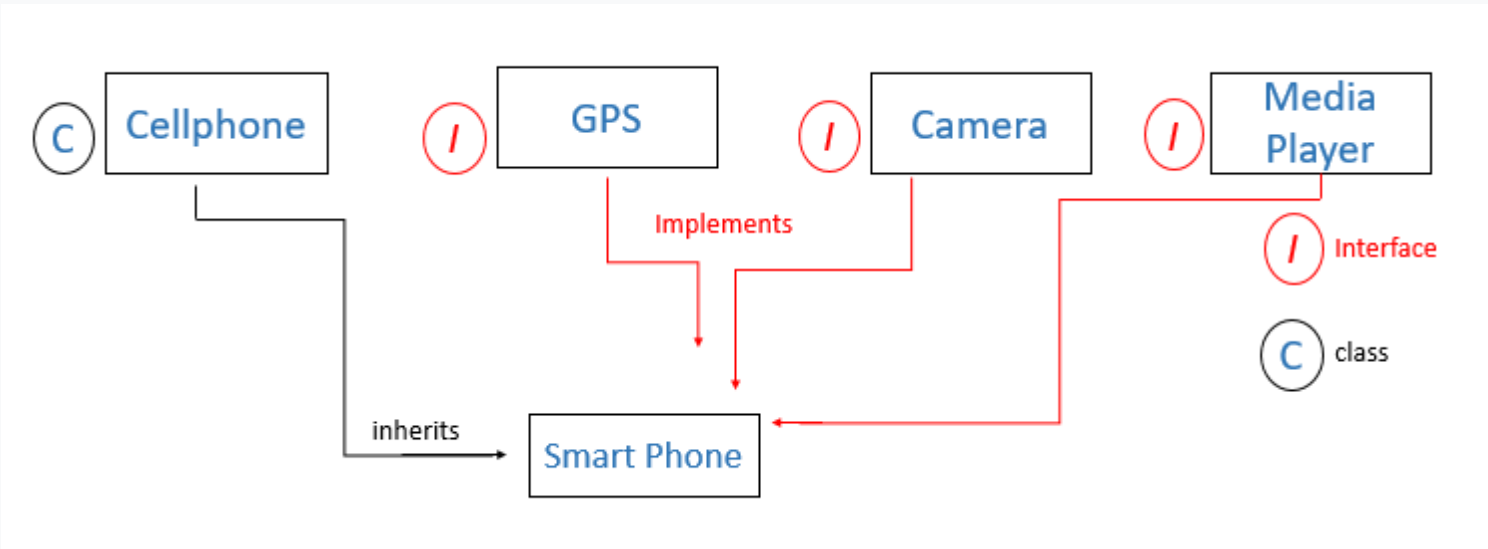 C
Cellphone
I
GPS
I
Camera
I
Media
Player
Implements
I
Interface
C
class
inherits
Smart Phone